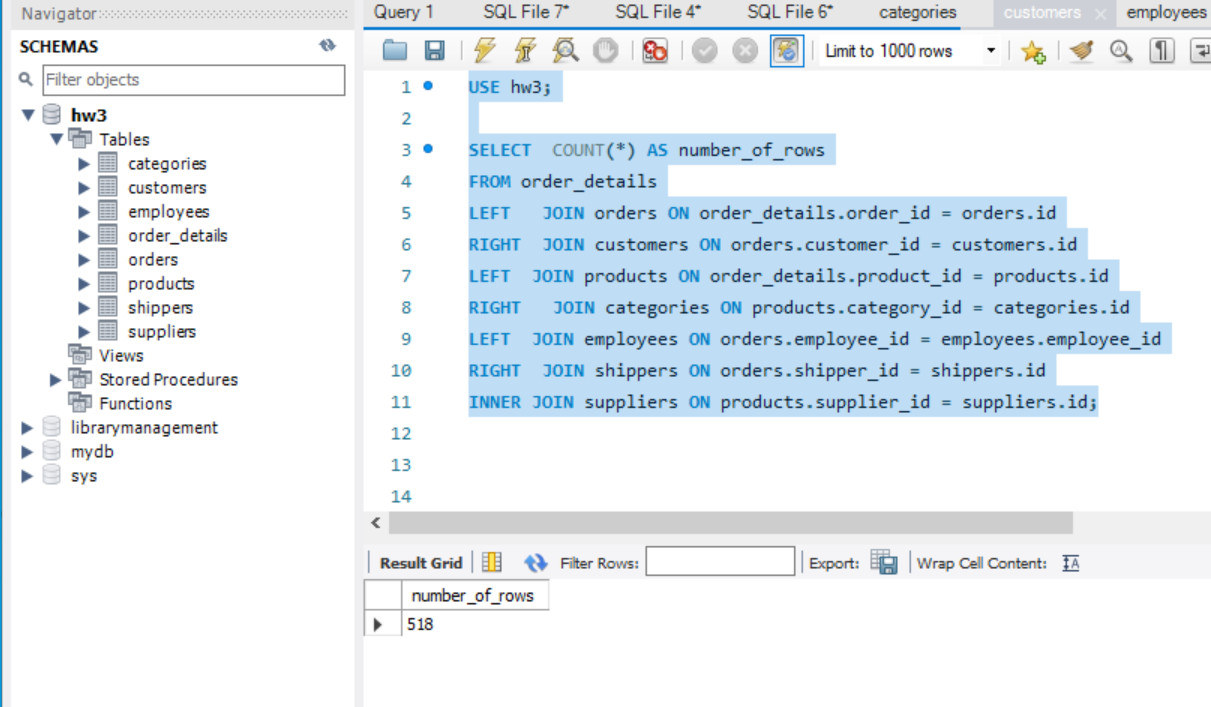 Navigator
Query 1 SQL File 7* SQL File 4* SQL File 6* categories customers employees
SCHEMAS
Limit to 1000 rows
Filter objects
hw3
Tables
categories
customers
employees
order_details
orders
products
shippers
suppliers
Views
Stored Procedures
Functions
librarymanagement
mydb
sys
1 USE hw3;
2
3 SELECT COUNT(*) AS number_of_rows
4 FROM order_details
5 LEFT JOIN orders ON order_details.order_id = orders.id
6 RIGHT JOIN customers ON orders.customer_id = customers.id
7 LEFT JOIN products ON order_details.product_id = products.id
8 RIGHT JOIN categories ON products.category_id = categories.id
9 LEFT JOIN employees ON orders.employee_id = employees.employee_id
10 RIGHT JOIN shippers ON orders.shipper_id = shippers.id
11 INNER JOIN suppliers ON products.supplier_id = suppliers.id;
12
13
14
Result Grid Filter Rows: Export: Wrap Cell Content:
number_of_rows
518